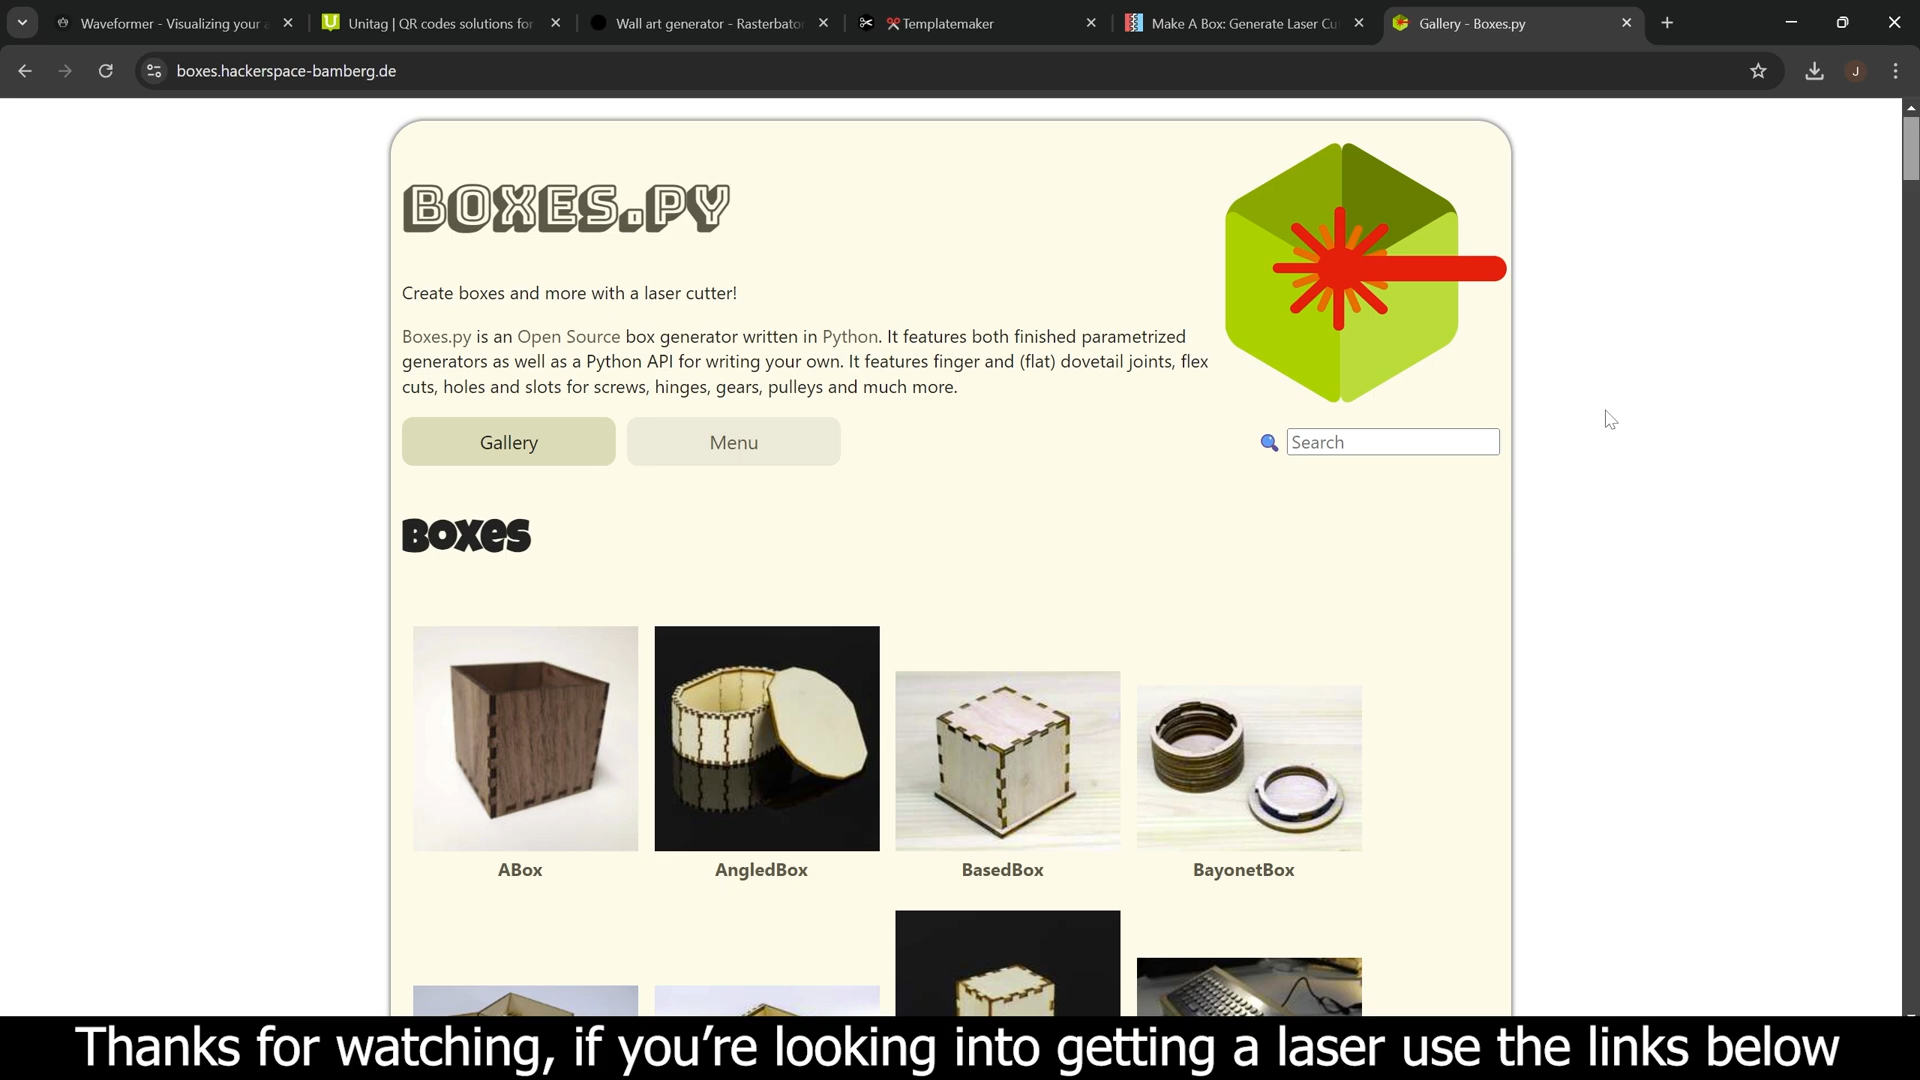 Waveformer - Visualizing your a
Unitag | QR codes solutions for
Wall art generator - Rasterbator
Templatemaker
Make A Box: Generate Laser Cu
Gallery - Boxes.py
boxes.hackerspace-bamberg.de
J
BOXES.PY
Create boxes and more with a laser cutter!
Boxes.py is an Open Source box generator written in Python. It features both finished parametrized
generators as well as a Python API for writing your own. It features finger and (flat) dovetail joints, flex
cuts, holes and slots for screws, hinges, gears, pulleys and much more.
Gallery
Menu
Search
Boxes
ABox
AngledBox
BasedBox
BayonetBox
Thanks for watching, if you're looking into getting a laser use the links below